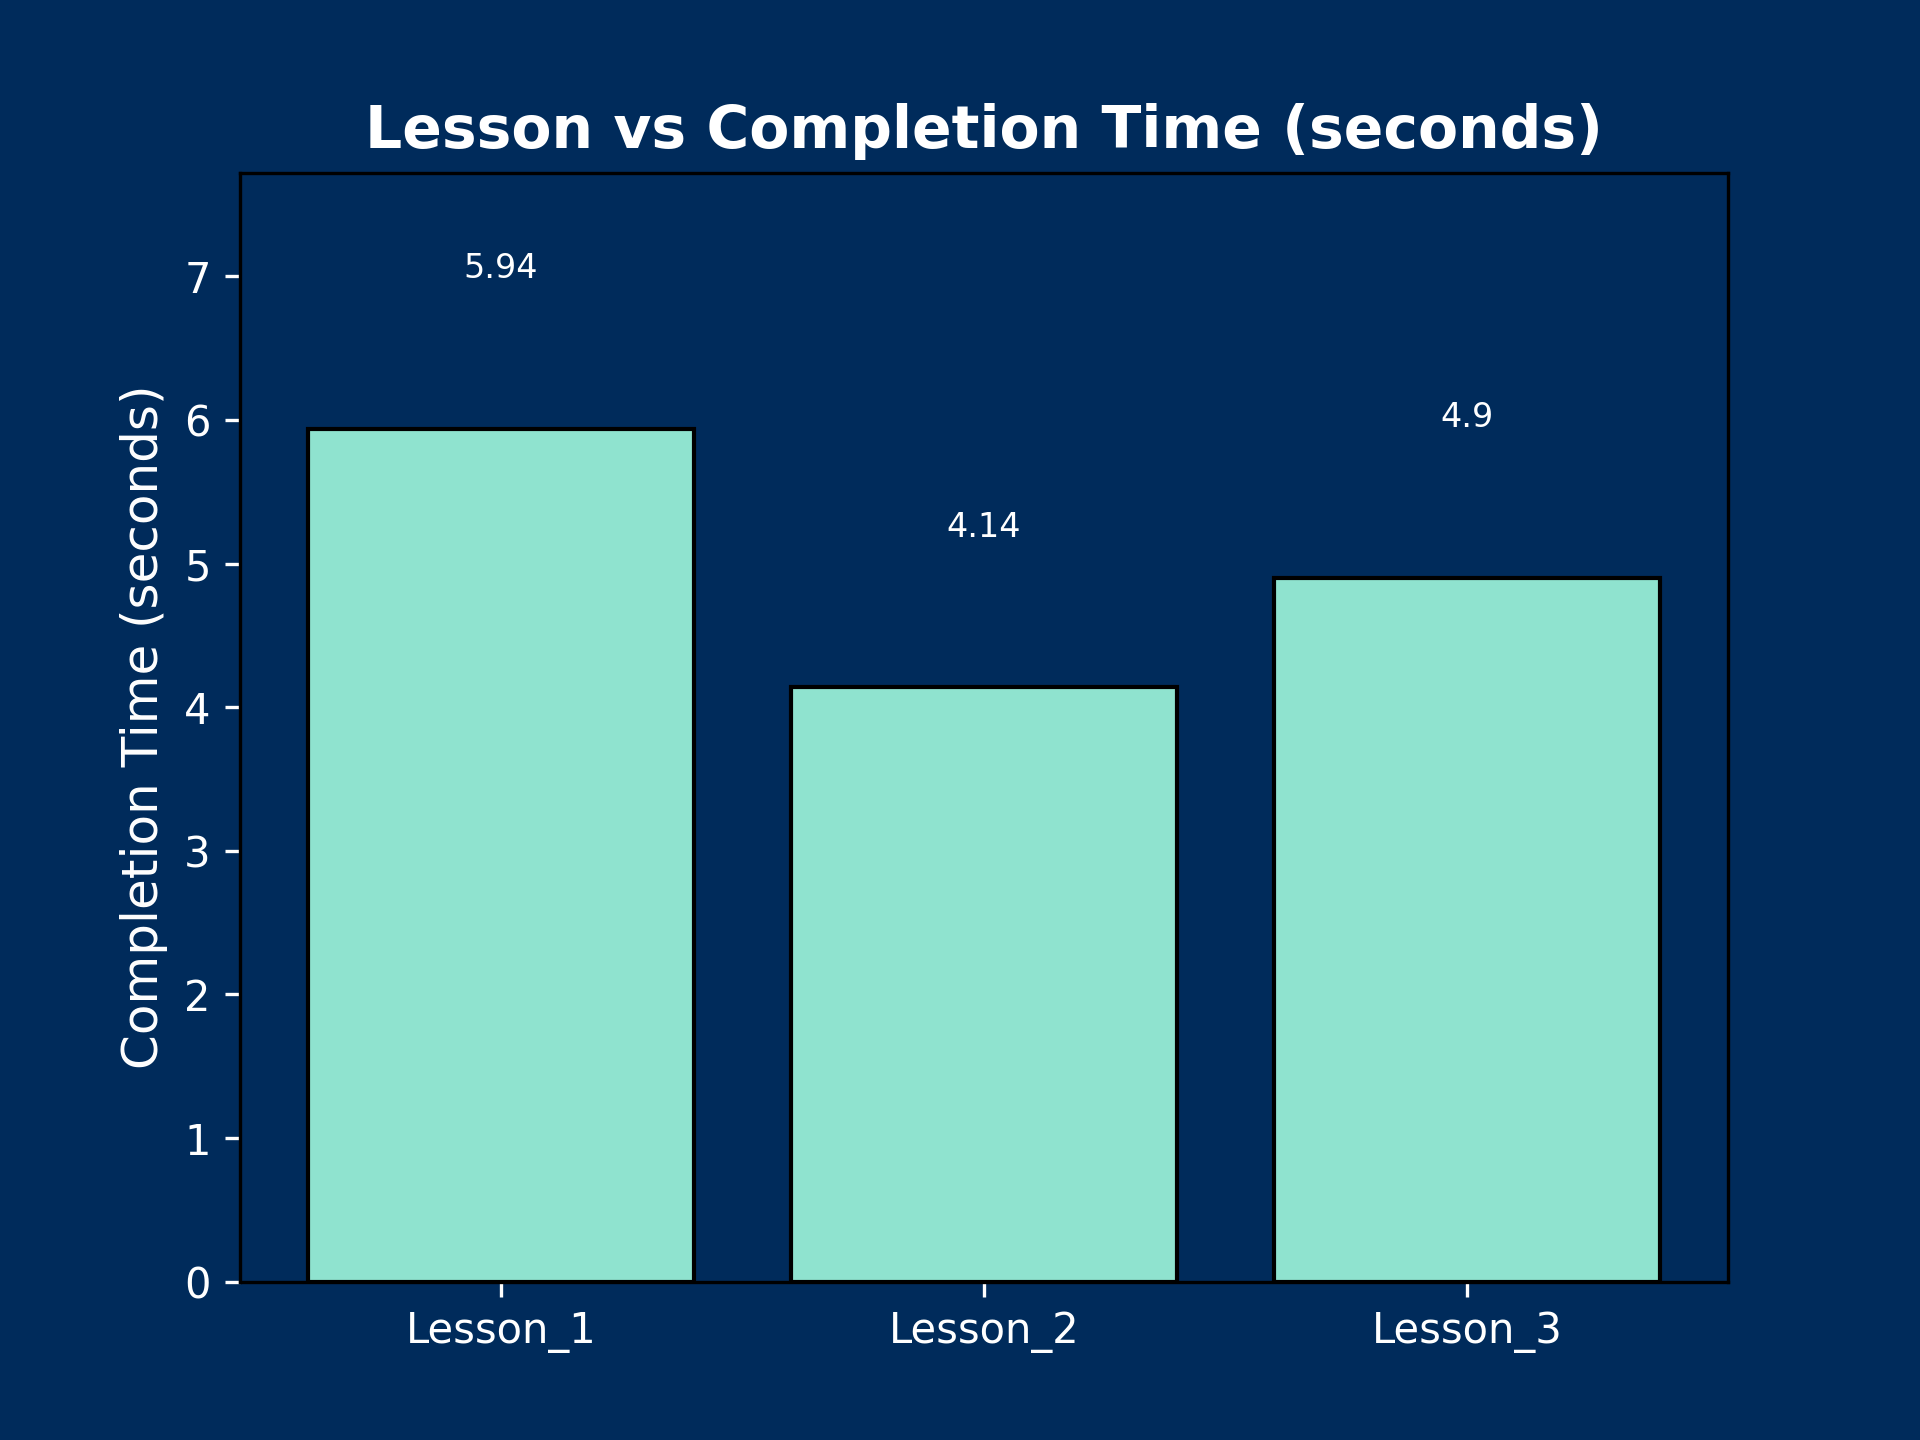 Lesson vs Completion Time (seconds)
Completion Time (seconds)
7
6
5
4
3
2
1
0
5.94
4.14
4.9
Lesson_1
Lesson_2
Lesson_3